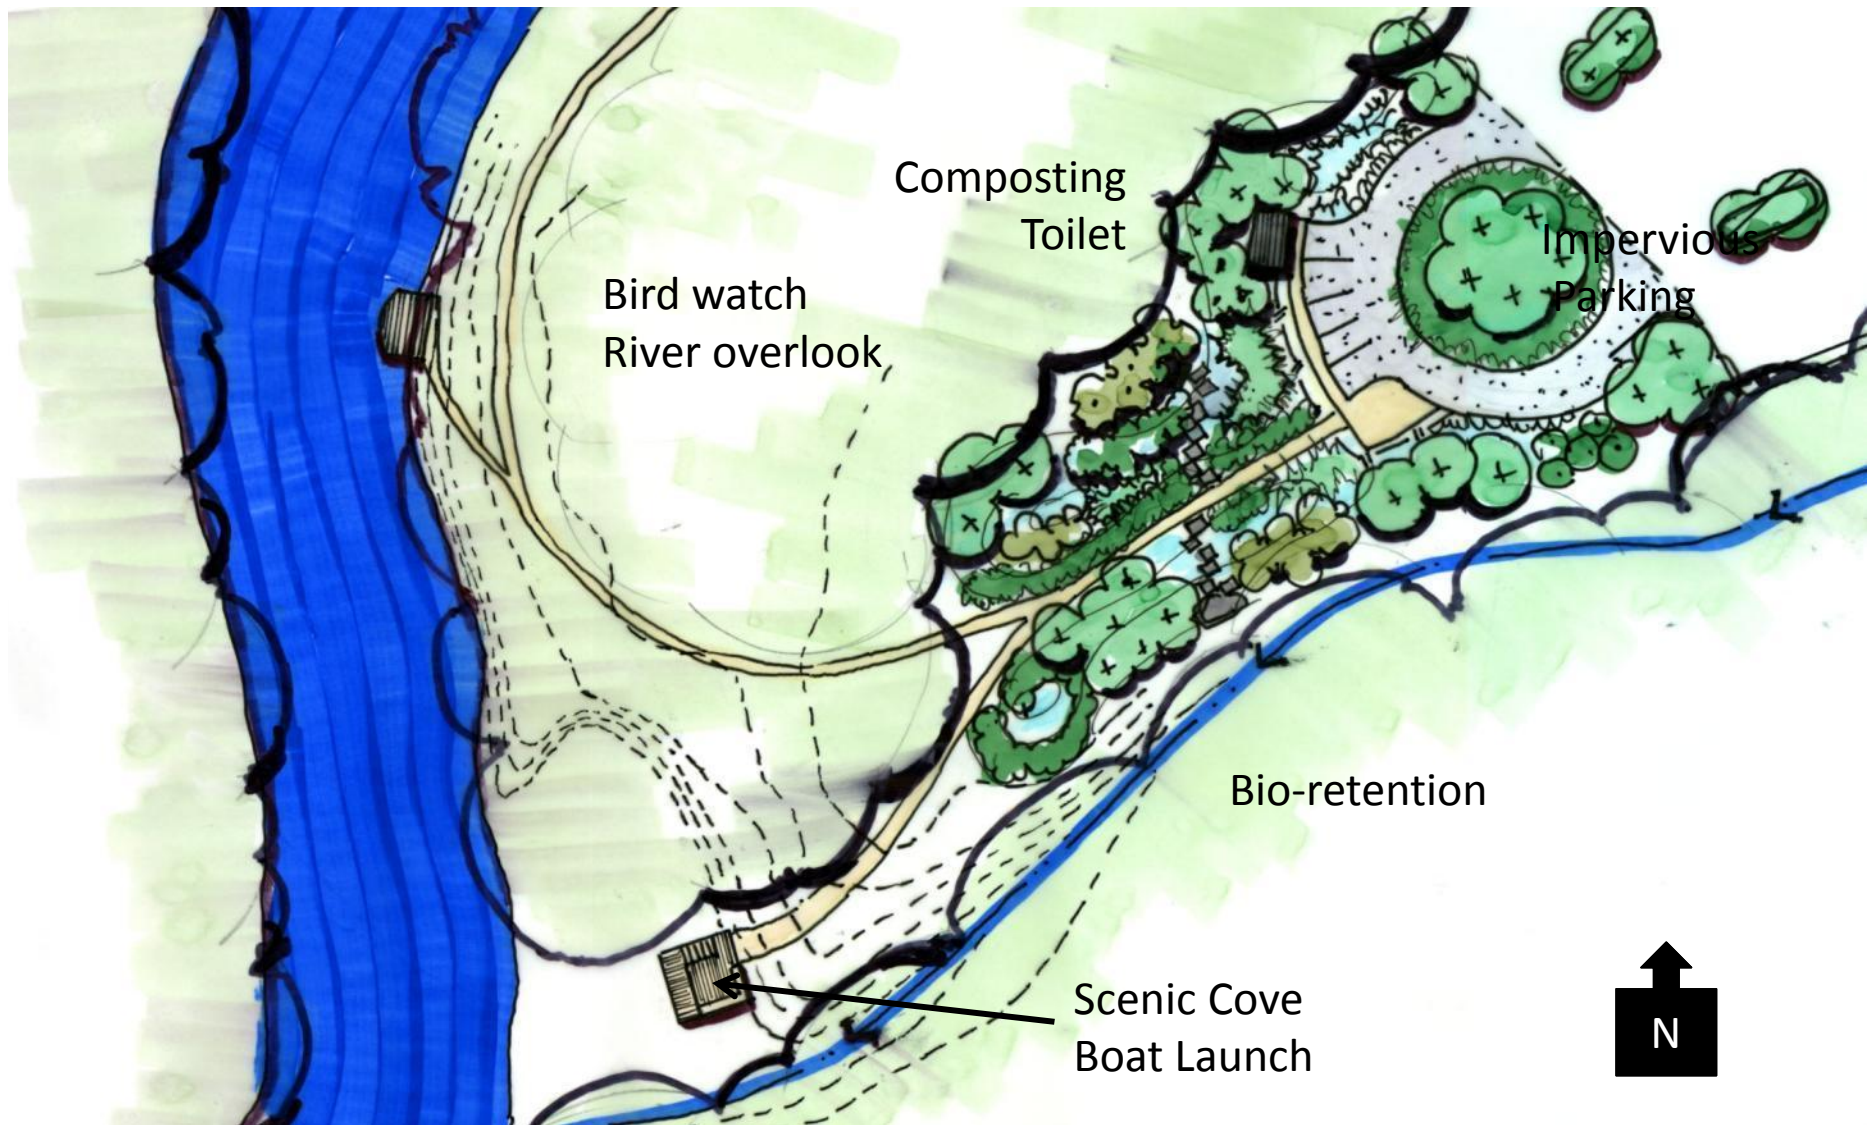 Composting
Toilet
Impervious
Parking
Bird watch
River overlook
Bio-retention
Scenic Cove
Boat Launch
N